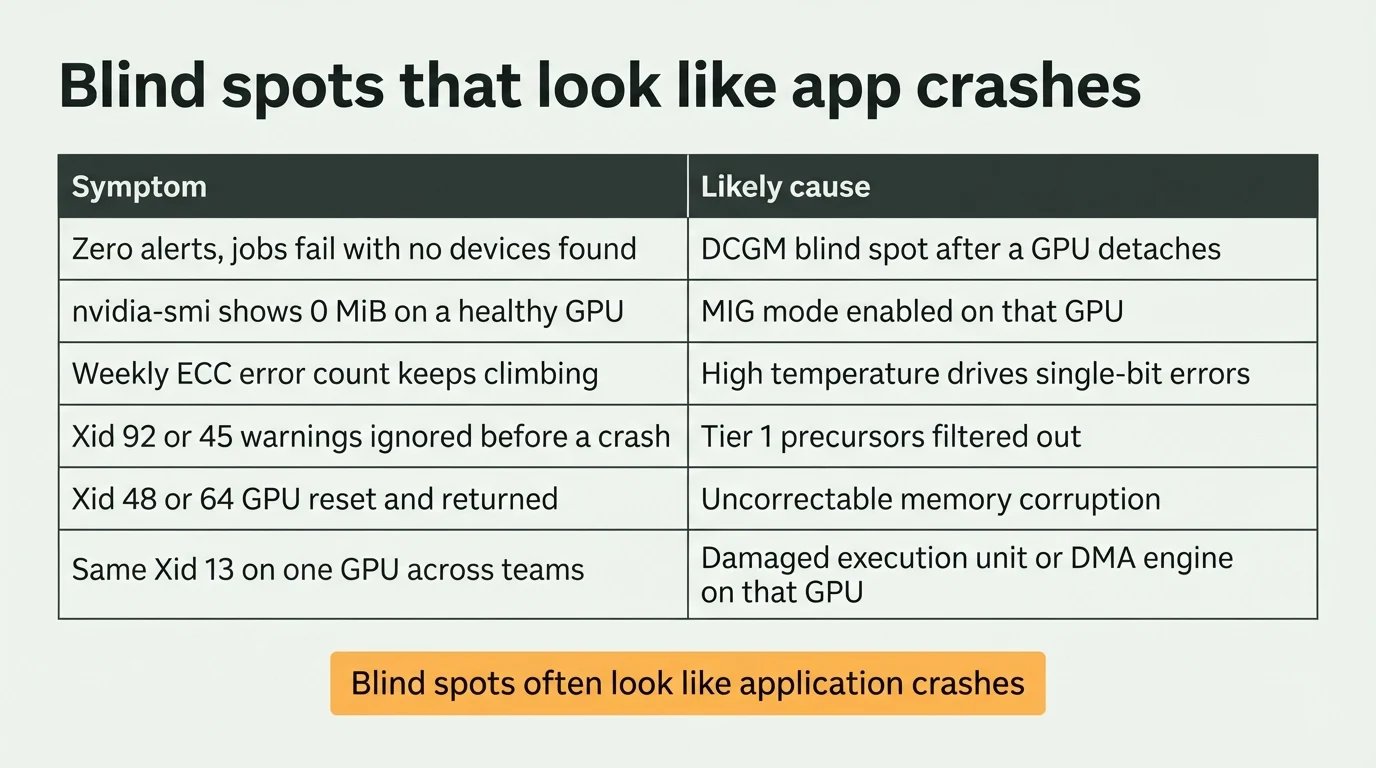 Blind spots that look like app crashes
Symptom
Likely cause
Zero alerts, jobs fail with no devices found
DCGM blind spot after a GPU detaches
nvidia-smi shows 0 MiB on a healthy GPU
MIG mode enabled on that GPU
Weekly ECC error count keeps climbing
High temperature drives single-bit errors
Xid 92 or 45 warnings ignored before a crash
Tier 1 precursors filtered out
Xid 48 or 64 GPU reset and returned
Uncorrectable memory corruption
Same Xid 13 on one GPU across teams
Damaged execution unit or DMA engine
on that GPU
Blind spots often look like application crashes